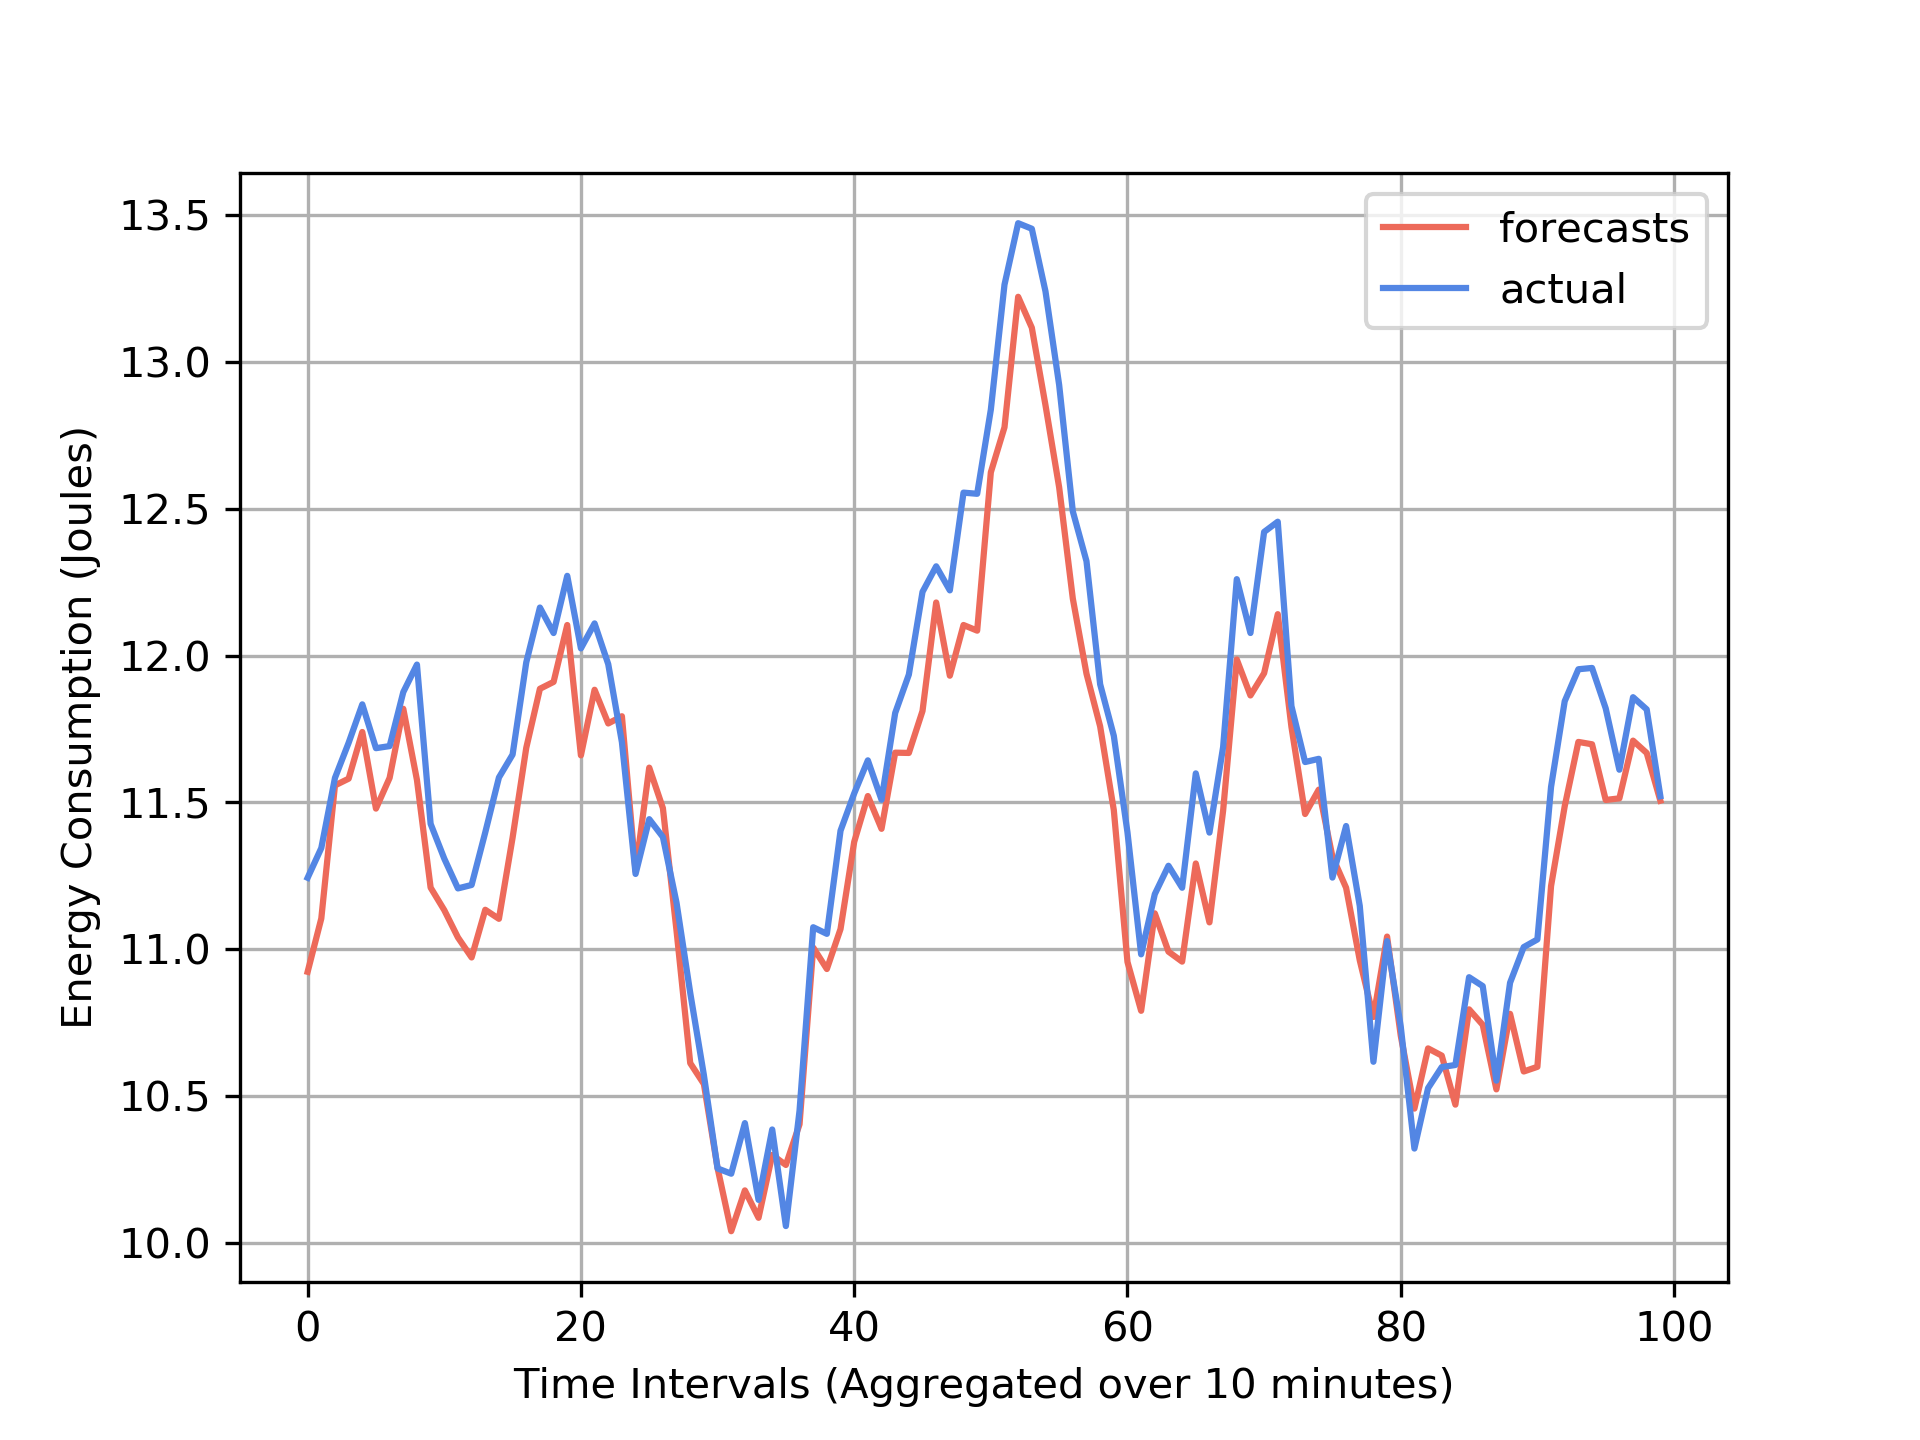 forecasts
actual
13.5
13.0
12.5
12.0
11.5
11.0
10.5
10.0
Energy Consumption (Joules)
0 20 40 60 80 100
Time Intervals (Aggregated over 10 minutes)